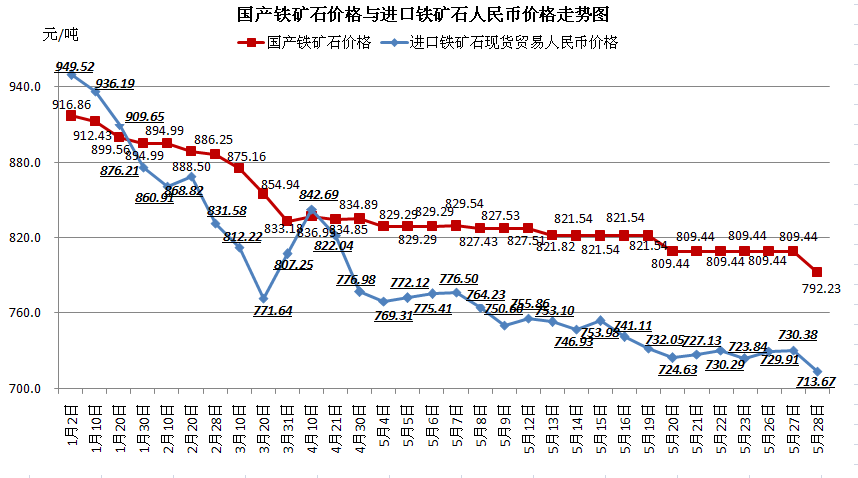 国产铁矿石价格与进口铁矿石人民币价格走势图
元/吨
国产铁矿石价格 进口铁矿石现货贸易人民币价格
940.0
880.0
820.0
760.0
700.0
916.86
912.43
899.56
894.99
894.99
888.50
886.25
875.16
854.94
833.18
836.99
834.85
834.89
829.29
829.29
829.29
829.54
827.43
827.53
827.51
821.82
821.54
821.54
821.54
821.54
809.44
809.44
809.44
809.44
809.44
809.44
792.23
949.52
936.19
909.65
876.21
860.91
868.82
831.58
812.22
771.64
807.25
842.69
822.04
776.98
769.31
772.12
775.41
776.50
764.23
750.60
755.86
753.10
746.93
753.98
741.11
732.05
724.63
727.13
730.29
723.84
729.91
730.38
713.67
1月2日
1月10日
1月20日
1月30日
2月10日
2月20日
2月28日
3月10日
3月20日
3月31日
4月10日
4月21日
4月30日
5月4日
5月5日
5月6日
5月7日
5月8日
5月9日
5月12日
5月13日
5月14日
5月15日
5月16日
5月19日
5月20日
5月21日
5月22日
5月23日
5月26日
5月27日
5月28日